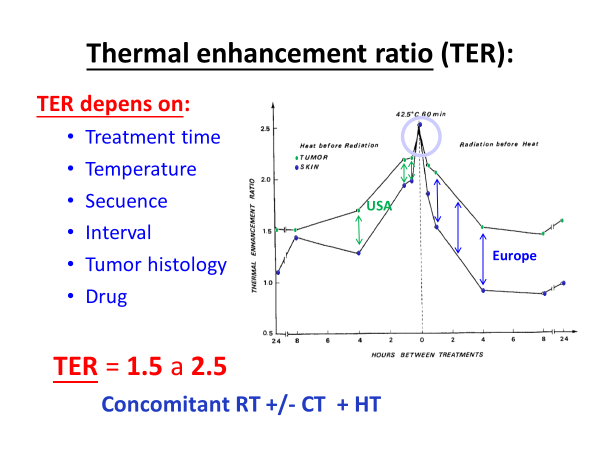 Thermal enhancement ratio (TER):
TER depens on:
• Treatment time
• Temperature
• Secuence
• Interval
• Tumor histology
• Drug
42.5°C 60 min
Heat before Radiation
Radiation before Heat
TUMOR
SKIN
USA
Europe
THERMAL ENHANCEMENT RATIO
2.5
2.0
1.5
1.0
0.5
24 8 6 4 2 0 2 4 8 24
HOURS BETWEEN TREATMENTS
TER = 1.5 a 2.5
Concomitant RT +/- CT + HT